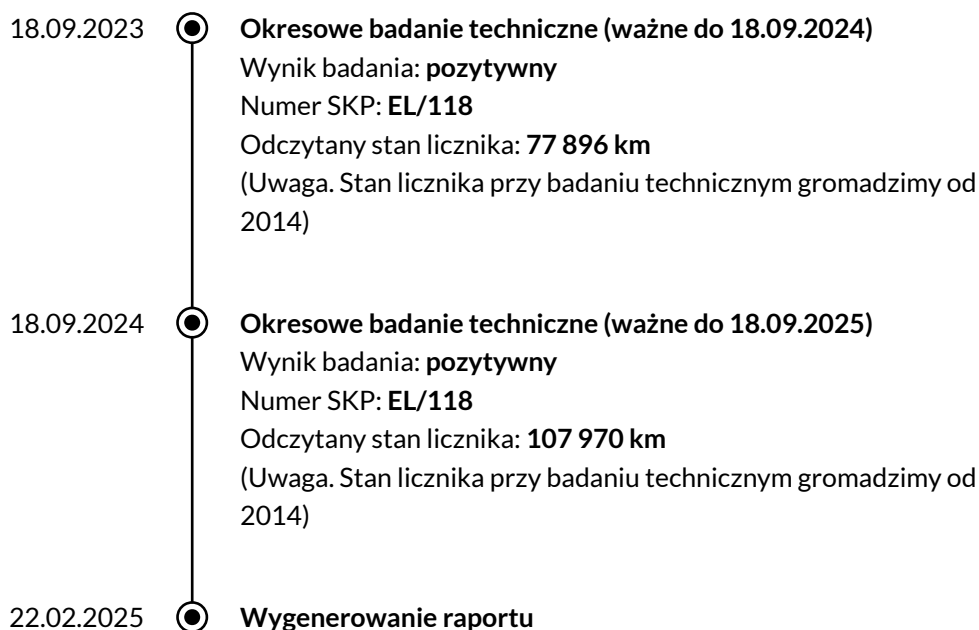 18.09.2023 Okresowe badanie techniczne (ważne do 18.09.2024)
Wynik badania: pozytywny
Numer SKP: EL/118
Odczytany stan licznika: 77 896 km
(Uwaga. Stan licznika przy badaniu technicznym gromadzimy od
2014)
18.09.2024 Okresowe badanie techniczne (ważne do 18.09.2025)
Wynik badania: pozytywny
Numer SKP: EL/118
Odczytany stan licznika: 107 970 km
(Uwaga. Stan licznika przy badaniu technicznym gromadzimy od
2014)
22.02.2025 Wygenerowanie raportu